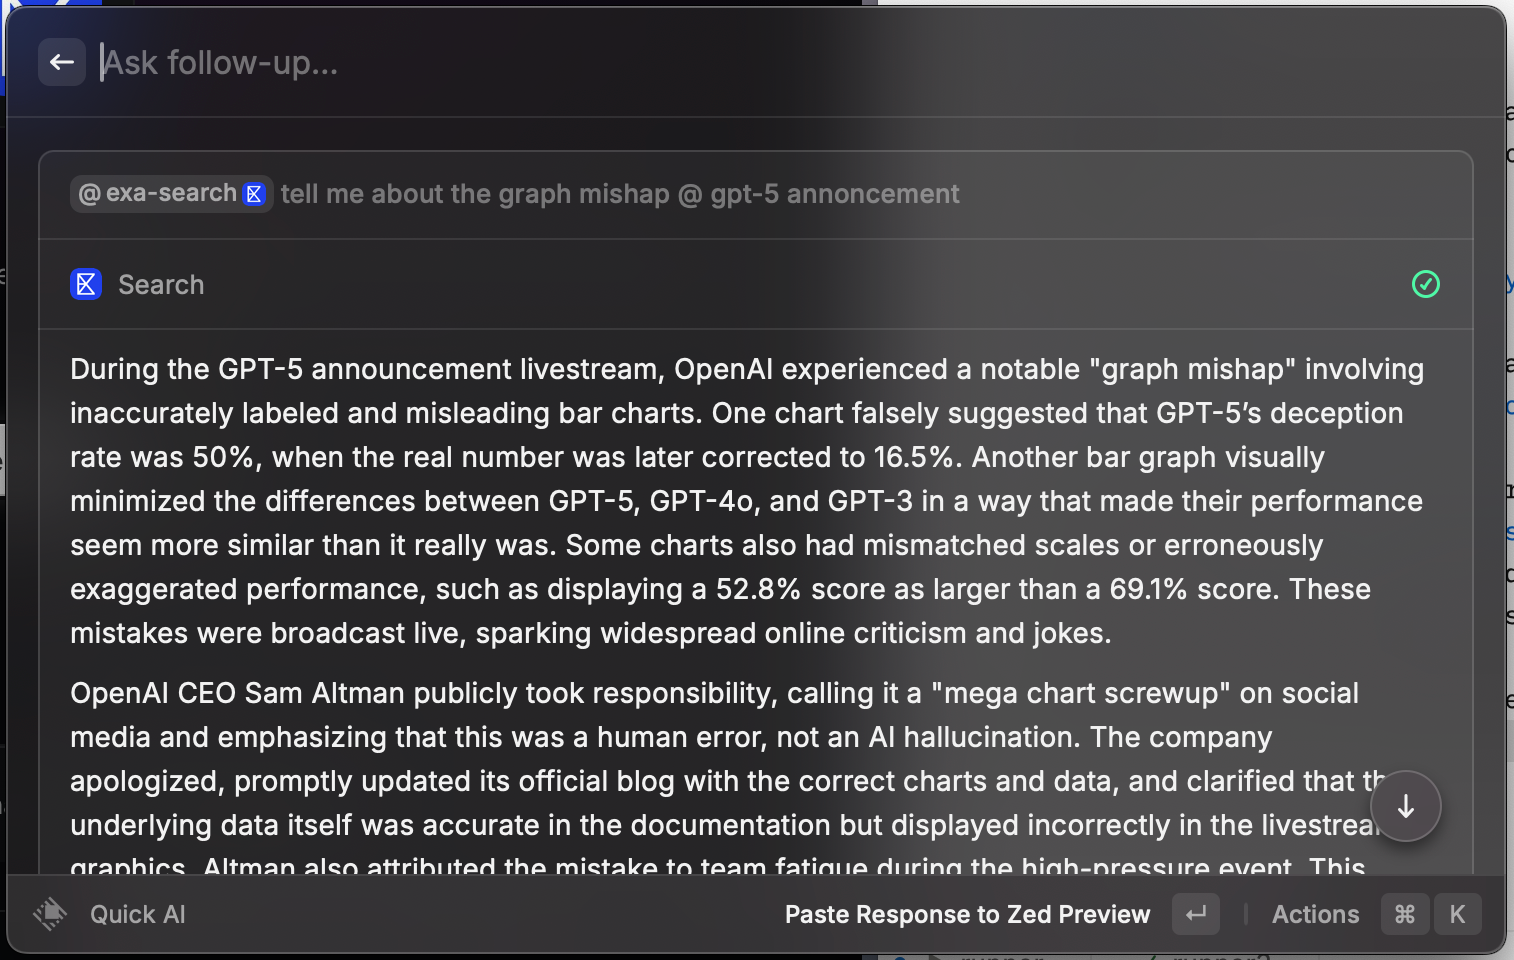 Ask follow-up...
@exa-search tell me about the graph mishap @ gpt-5 annoncement
Search
During the GPT-5 announcement livestream, OpenAI experienced a notable "graph mishap" involving
inaccurately labeled and misleading bar charts. One chart falsely suggested that GPT-5’s deception
rate was 50%, when the real number was later corrected to 16.5%. Another bar graph visually
minimized the differences between GPT-5, GPT-4o, and GPT-3 in a way that made their performance
seem more similar than it really was. Some charts also had mismatched scales or erroneously
exaggerated performance, such as displaying a 52.8% score as larger than a 69.1% score. These
mistakes were broadcast live, sparking widespread online criticism and jokes.
OpenAI CEO Sam Altman publicly took responsibility, calling it a "mega chart screwup" on social
media and emphasizing that this was a human error, not an AI hallucination. The company
apologized, promptly updated its official blog with the correct charts and data, and clarified that
underlying data itself was accurate in the documentation but displayed incorrectly in the
graphics. Altman also attributed the mistake to team fatigue during the high-pressure event. This
Quick AI
Paste Response to Zed Preview
Actions
⌘ K